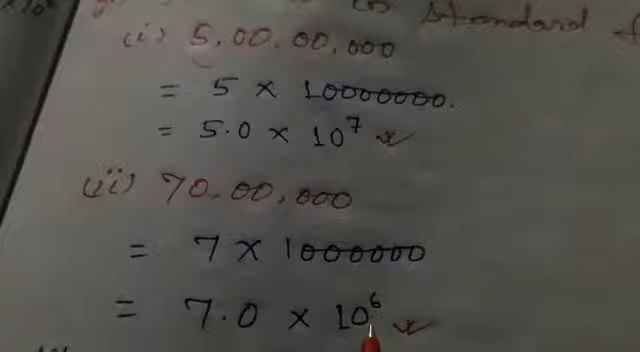 in Standard f
(i) 5,00,00,000
= 5 × 10000000.
= 5.0 × 10⁷
(ii) 70,00,000
= 7 × 1000000
= 7.0 × 10⁶